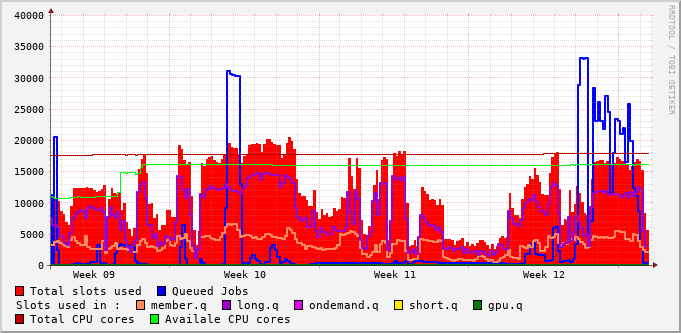 40000
35000
30000
25000
20000
15000
10000
5000
0
Week 09 Week 10 Week 11 Week 12
RRDTOOL / TOBI OETIKER
Total slots used Queued Jobs
Slots used in : member.q long.q ondemand.q short.q gpu.q
Total CPU cores Availale CPU cores